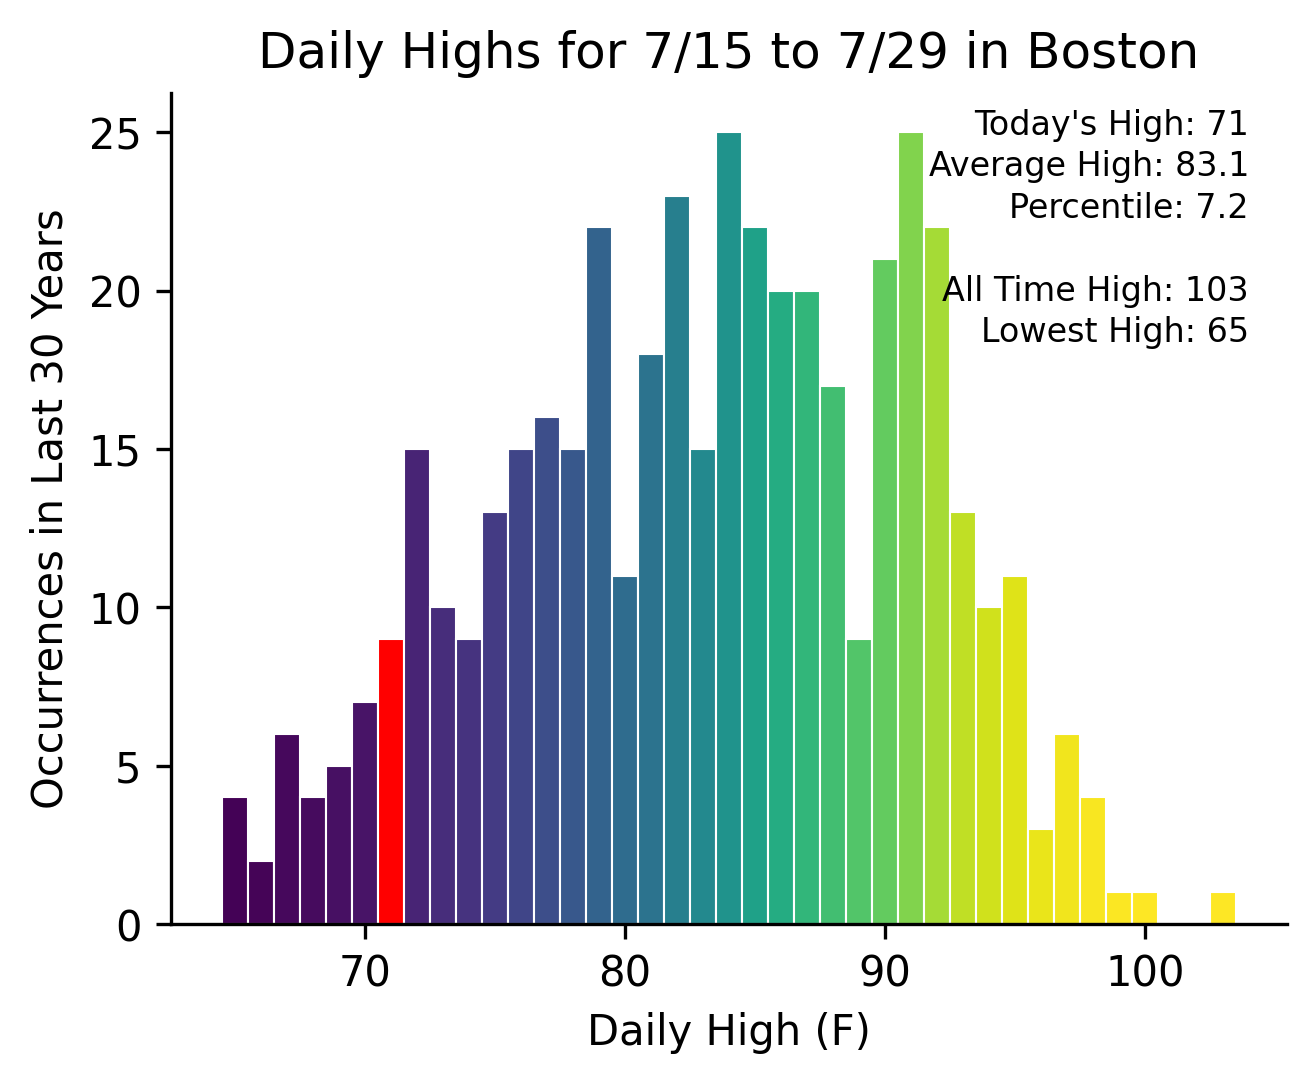 Daily Highs for 7/15 to 7/29 in Boston
Today's High: 71
Average High: 83.1
Percentile: 7.2
All Time High: 103
Lowest High: 65
Occurrences in Last 30 Years
25
20
15
10
5
0
70 80 90 100
Daily High (F)